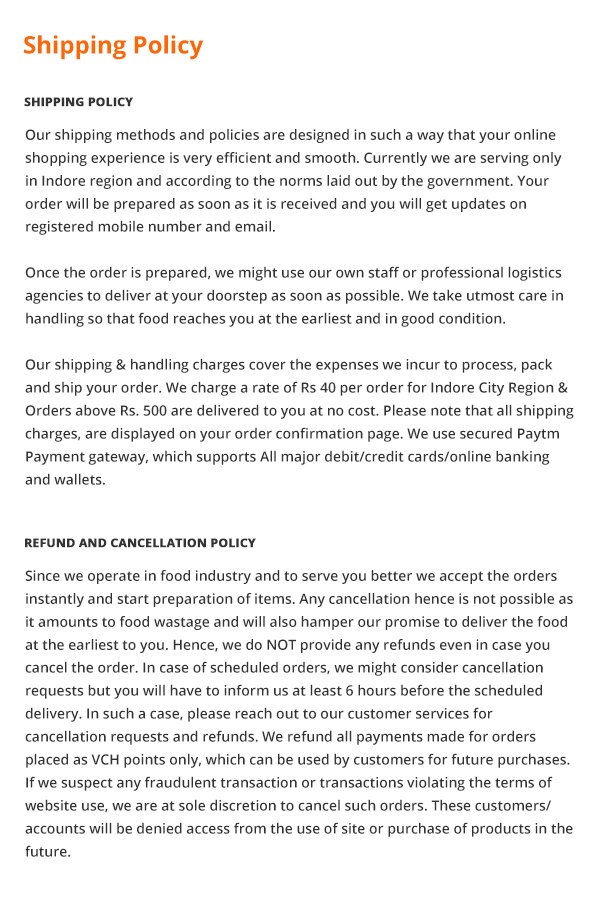 Shipping Policy
SHIPPING POLICY
Our shipping methods and policies are designed in such a way that your online
shopping experience is very efficient and smooth. Currently we are serving only
in Indore region and according to the norms laid out by the government. Your
order will be prepared as soon as it is received and you will get updates on
registered mobile number and email.
Once the order is prepared, we might use our own staff or professional logistics
agencies to deliver at your doorstep as soon as possible. We take utmost care in
handling so that food reaches you at the earliest and in good condition.
Our shipping & handling charges cover the expenses we incur to process, pack
and ship your order. We charge a rate of Rs 40 per order for Indore City Region &
Orders above Rs. 500 are delivered to you at no cost. Please note that all shipping
charges, are displayed on your order confirmation page. We use secured Paytm
Payment gateway, which supports All major debit/credit cards/online banking
and wallets.
REFUND AND CANCELLATION POLICY
Since we operate in food industry and to serve you better we accept the orders
instantly and start preparation of items. Any cancellation hence is not possible as
it amounts to food wastage and will also hamper our promise to deliver the food
at the earliest to you. Hence, we do NOT provide any refunds even in case you
cancel the order. In case of scheduled orders, we might consider cancellation
requests but you will have to inform us at least 6 hours before the scheduled
delivery. In such a case, please reach out to our customer services for
cancellation requests and refunds. We refund all payments made for orders
placed as VCH points only, which can be used by customers for future purchases.
If we suspect any fraudulent transaction or transactions violating the terms of
website use, we are at sole discretion to cancel such orders. These customers/
accounts will be denied access from the use of site or purchase of products in the
future.